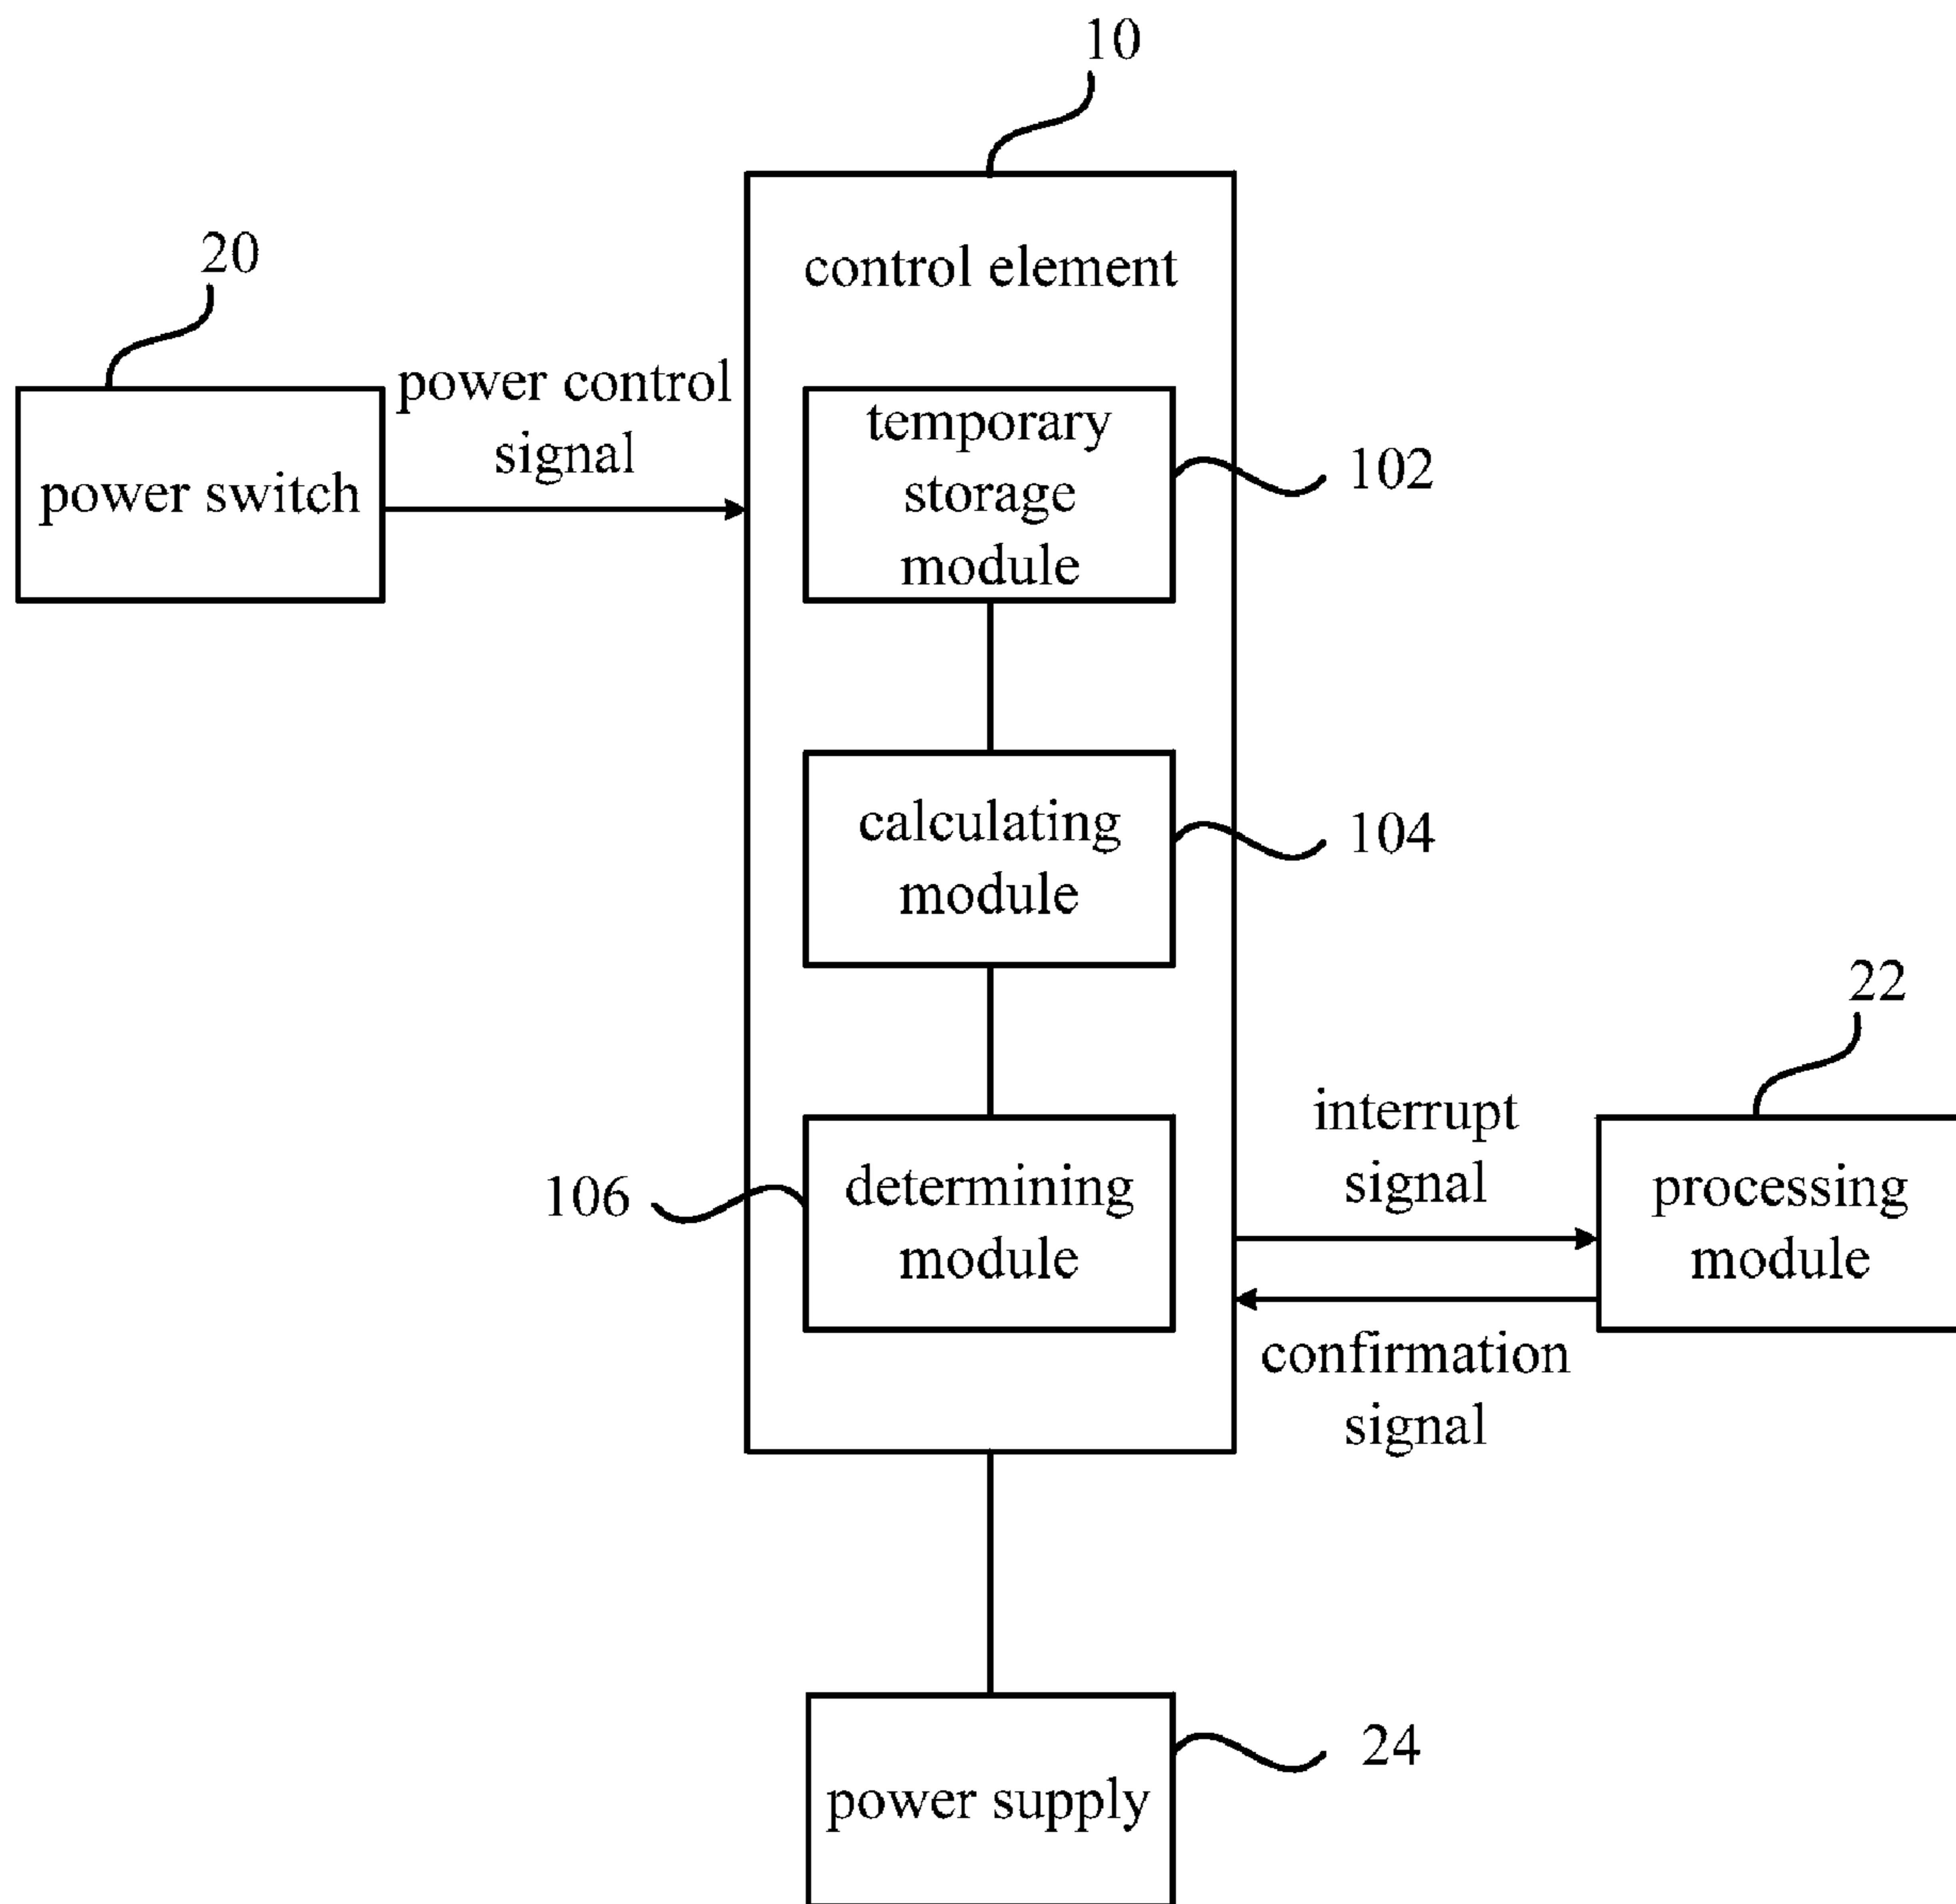 10
20
control element
power control
signal
power switch
temporary
storage
module
102
calculating
module
104
22
interrupt
signal
106
determining
module
processing
module
confirmation
signal
24
power supply